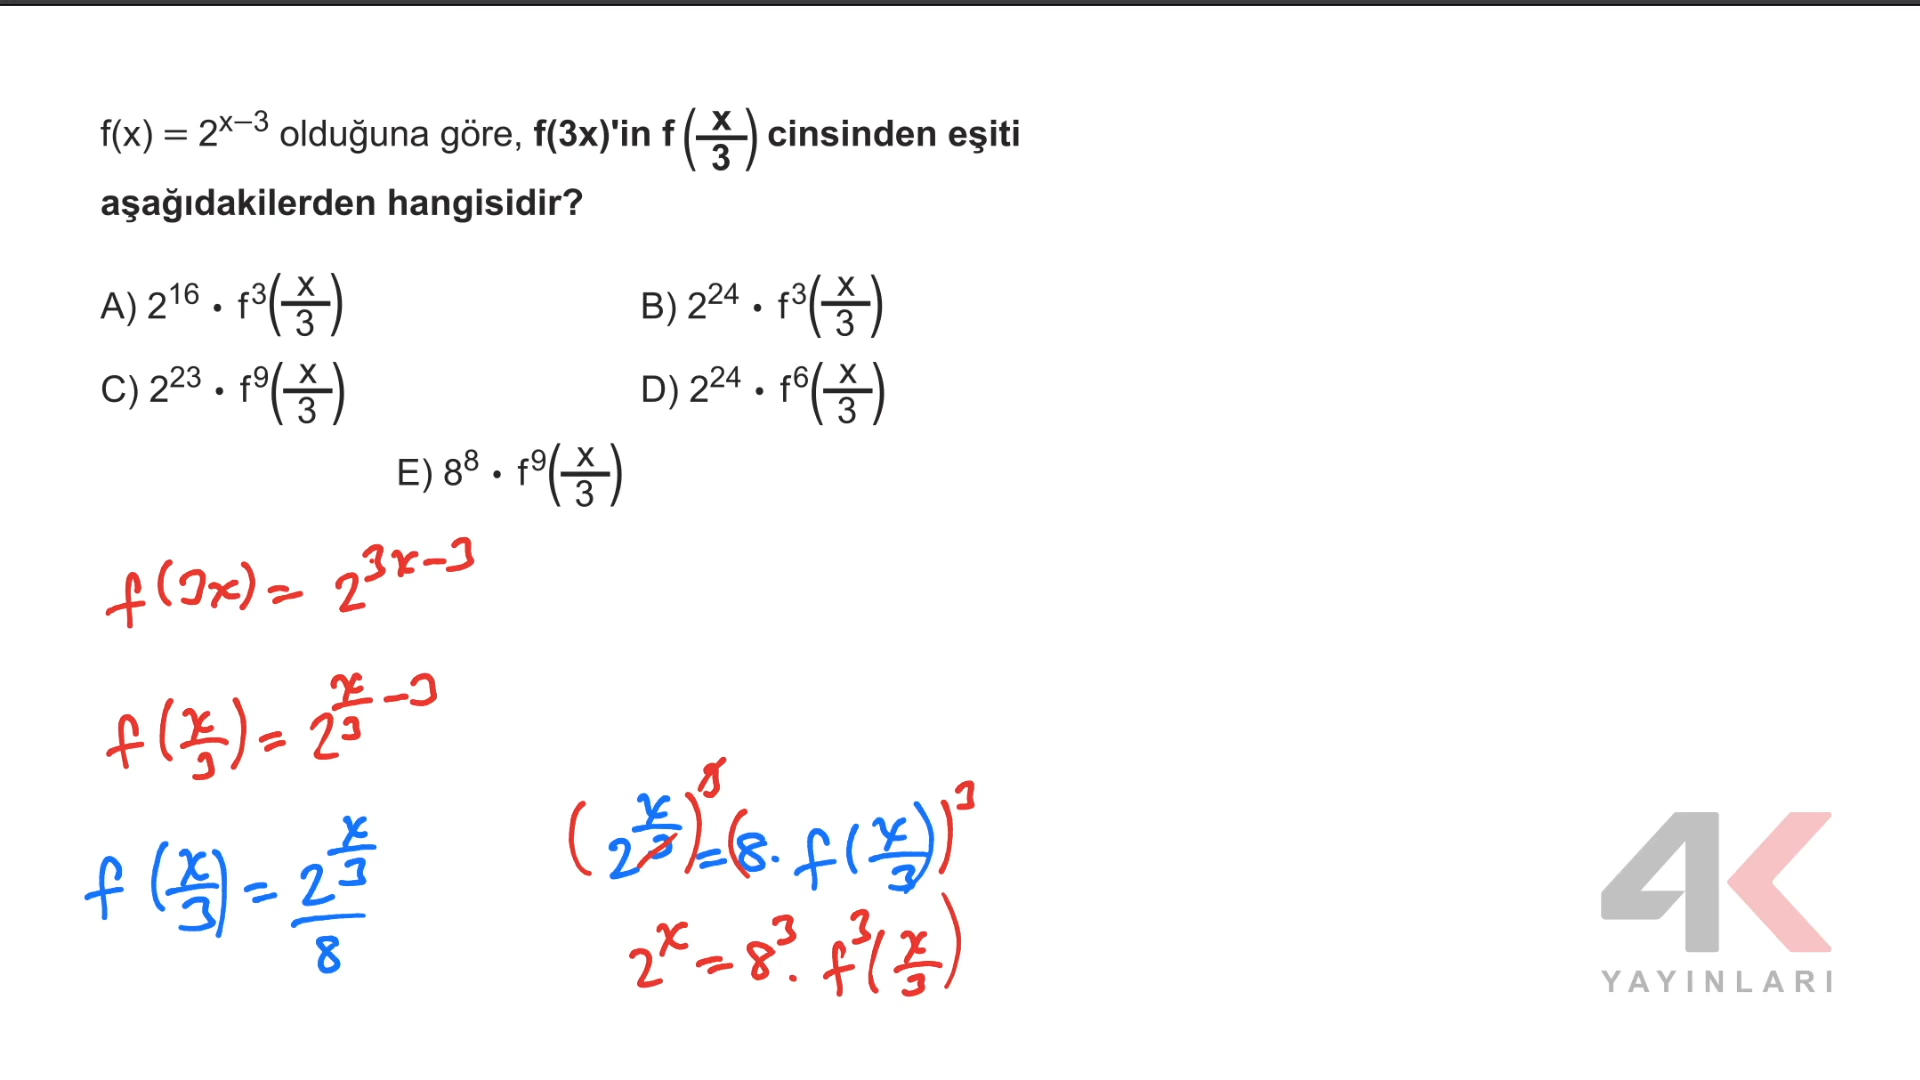 f(x) = 2^{x–3} olduğuna göre, f(3x)'in f(x/3) cinsinden eşiti
aşağıdakilerden hangisidir?
A) 2^{16} • f^3(x/3)
B) 2^{24} • f^3(x/3)
C) 2^{23} • f^9(x/3)
D) 2^{24} • f^6(x/3)
E) 8^8 • f^9(x/3)
f(3x) = 2^{3x-3}
f(x/3) = 2^{x/3 - 3}
f(x/3) = 2^{x/3}/8
(2^{x/3})^3 = (8. f(x/3))^3
2^x = 8^3. f^3(x/3)
4K
YAYINLARI